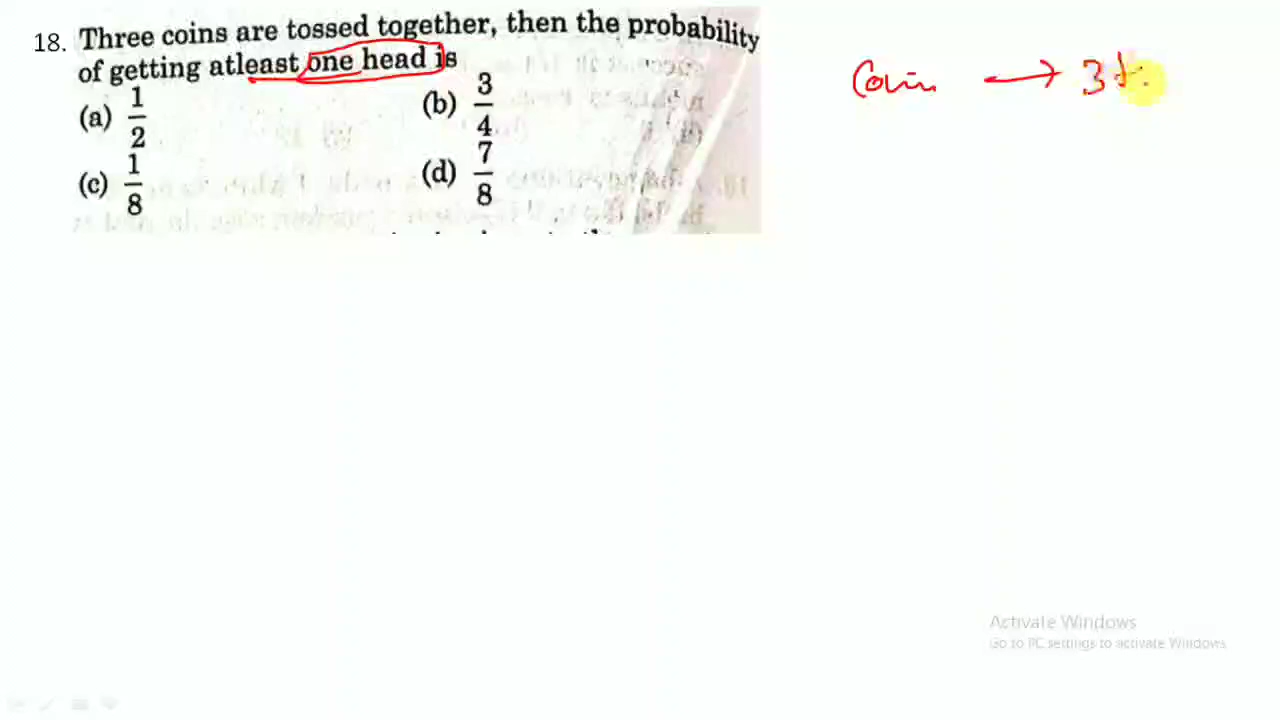 18. Three coins are tossed together, then the probability
of getting atleast one head is
(a) 1/2 (b) 3/4
(c) 1/8 (d) 7/8
Coin → 3
Activate Windows
Go to PC settings to activate Windows.